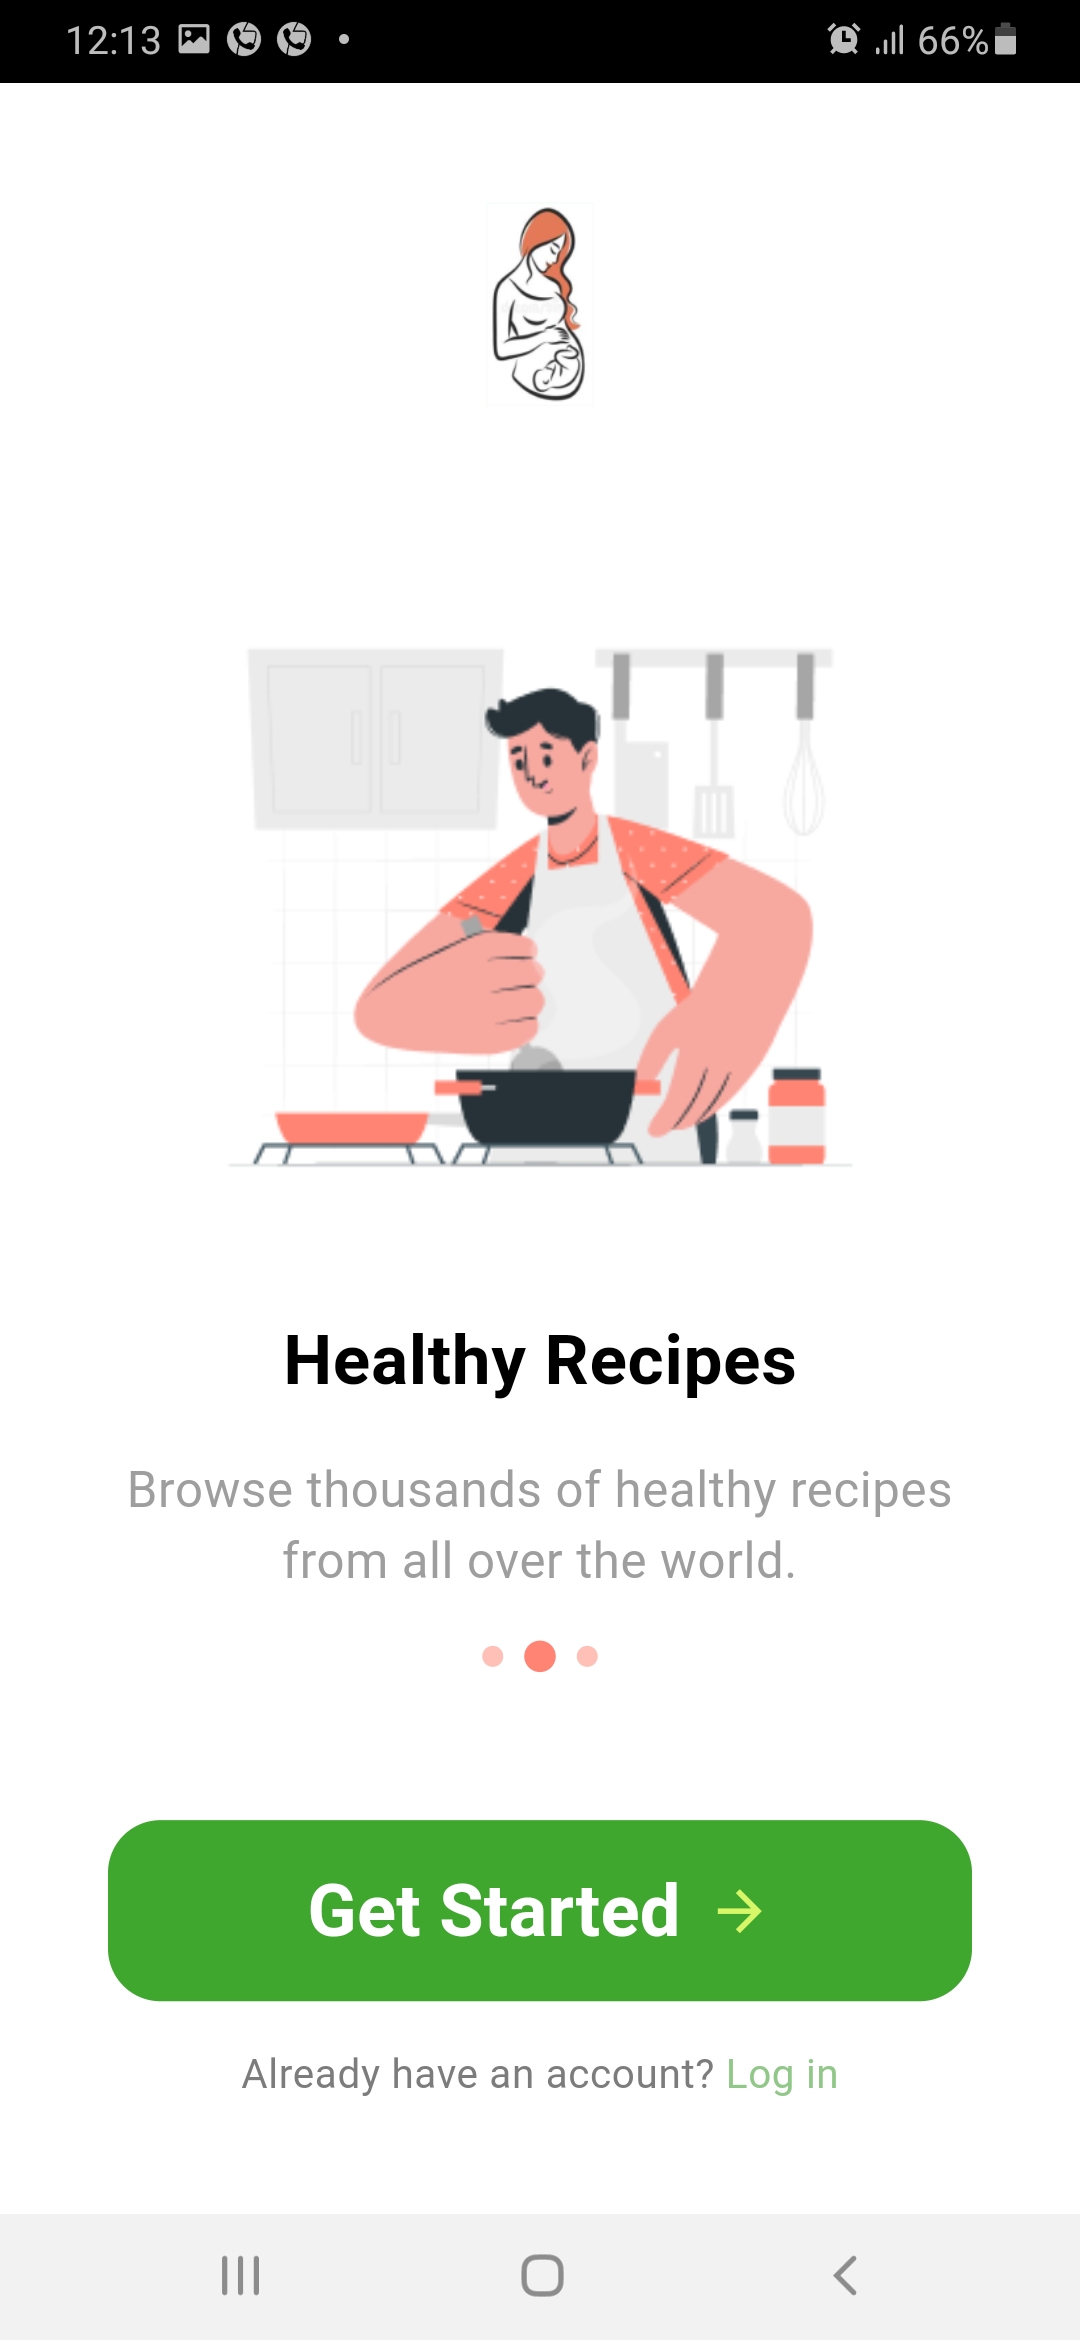 12:13
66%
Healthy Recipes
Browse thousands of healthy recipes
from all over the world.
Get Started →
Already have an account? Log in